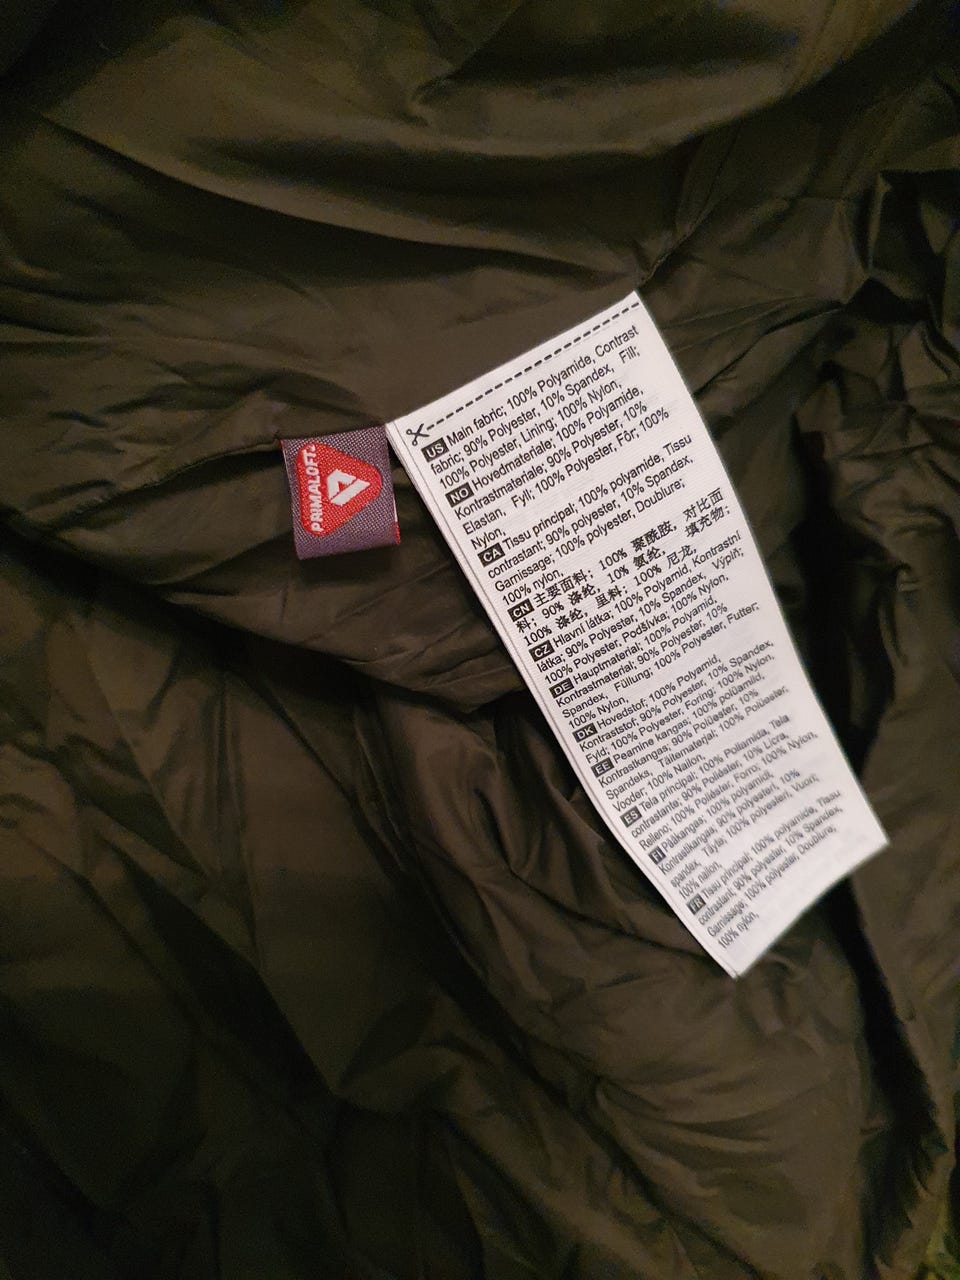 PRIMALOFT
US Main fabric; 100% Polyamide, Contrast
fabric; 90% Polyester, 10% Spandex, Fill;
100% Polyester, Lining; 100% Nylon,
NO Hovedmateriale; 100% Polyamide,
Kontrastmateriale; 90% Polyester, 10%
Elastan, Fyll; 100% Polyester, Fôr; 100%
Nylon,
CA Tissu principal; 100% polyamide, Tissu
contrastant; 90% polyester, 10% Spandex,
Garnissage; 100% polyester, Doublure;
100% nylon,
CN 主要面料; 100% 聚酰胺, 对比面
料; 90% 涤纶, 10% 氨纶, 填充物;
100% 涤纶, 里料; 100% 尼龙,
CZ Hlavní látka; 100% Polyamid, Kontrastní
látka; 90% Polyester, 10% Spandex, Výplň;
100% Polyester, Podšívka; 100% Nylon,
DE Hauptmaterial; 100% Polyamid,
Kontrastmaterial; 90% Polyester, 10%
Spandex, Füllung; 100% Polyester, Futter;
100% Nylon,
DK Hovedstof; 100% Polyamid,
Kontraststof; 90% Polyester, 10% Spandex,
Fyld; 100% Polyester, Foring; 100% Nylon,
EE Peamine kangas; 100% polüamiid,
Kontrastkangas; 90% Polüester, 10%
Spandeks, Täitematerjal; 100% Polüester,
Vooder; 100% Nailon,
ES Tela principal; 100% Poliamida, Tela
contrastante; 90% Poliéster, 10% Licra,
Relleno; 100% Poliéster, Forro; 100% Nylon,
FI Pääkangas; 100% polyamidi,
Kontrastikangas; 90% polyesteri, 10%
spandex, Täyte; 100% polyesteri, Vuori;
100% nailon,
FR Tissu principal; 100% polyamide, Tissu
contrastant; 90% polyester, 10% Spandex,
Garnissage; 100% polyester, Doublure;
100% nylon,